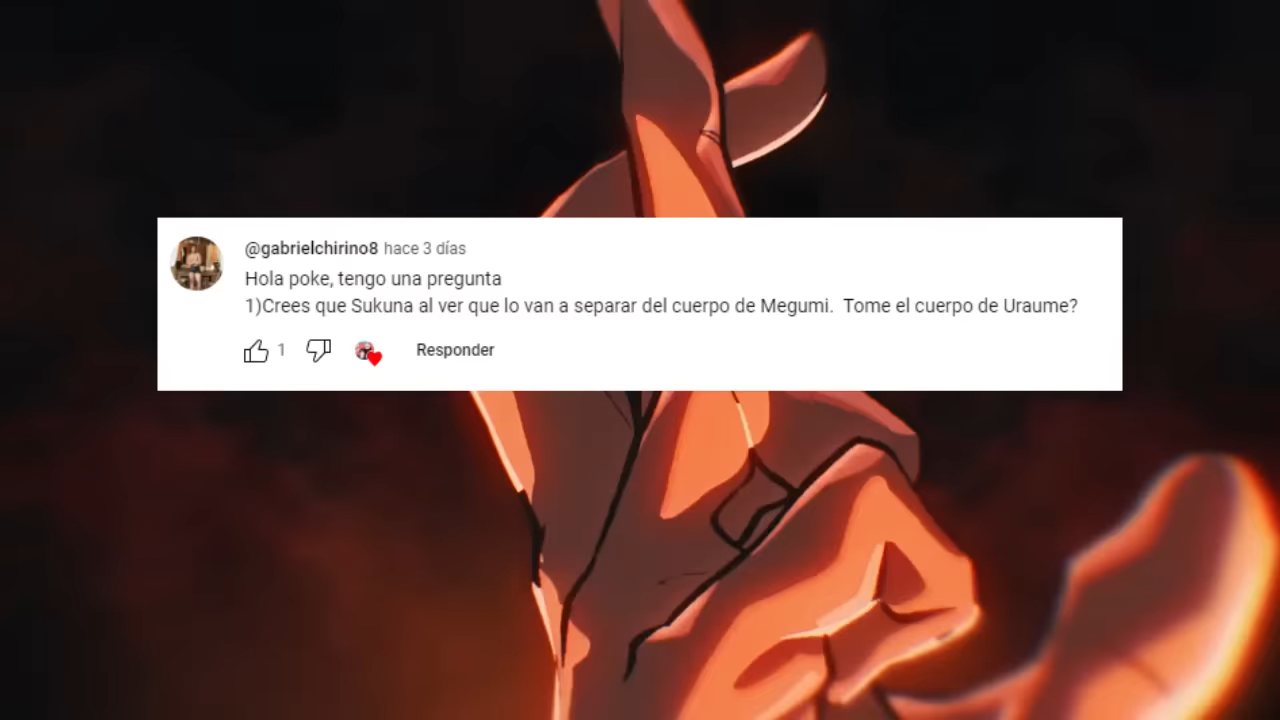 @gabrielchirino8 hace 3 días
Hola poke, tengo una pregunta
1)Crees que Sukuna al ver que lo van a separar del cuerpo de Megumi.  Tome el cuerpo de Uraume?
1 Responder